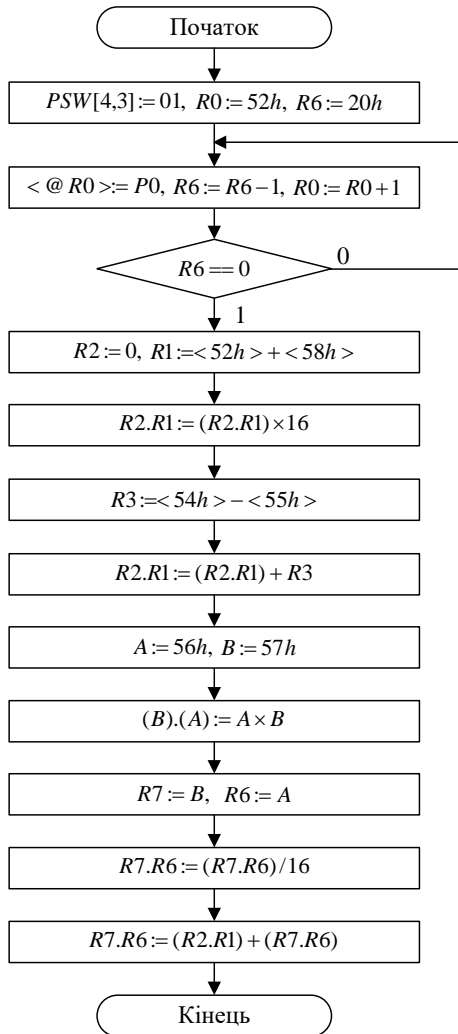 Початок
PSW[4,3]:= 01, R0:= 52h, R6:= 20h
< @ R0 >:= P0, R6:= R6−1, R0:= R0+1
R6 == 0
0
1
R2:= 0, R1:=< 52h > + < 58h >
R2.R1:= (R2.R1)×16
R3:=< 54h > − < 55h >
R2.R1:= (R2.R1) + R3
A:= 56h, B:= 57h
(B).(A):= A×B
R7:= B, R6:= A
R7.R6:= (R7.R6)/16
R7.R6:= (R2.R1) + (R7.R6)
Кінець